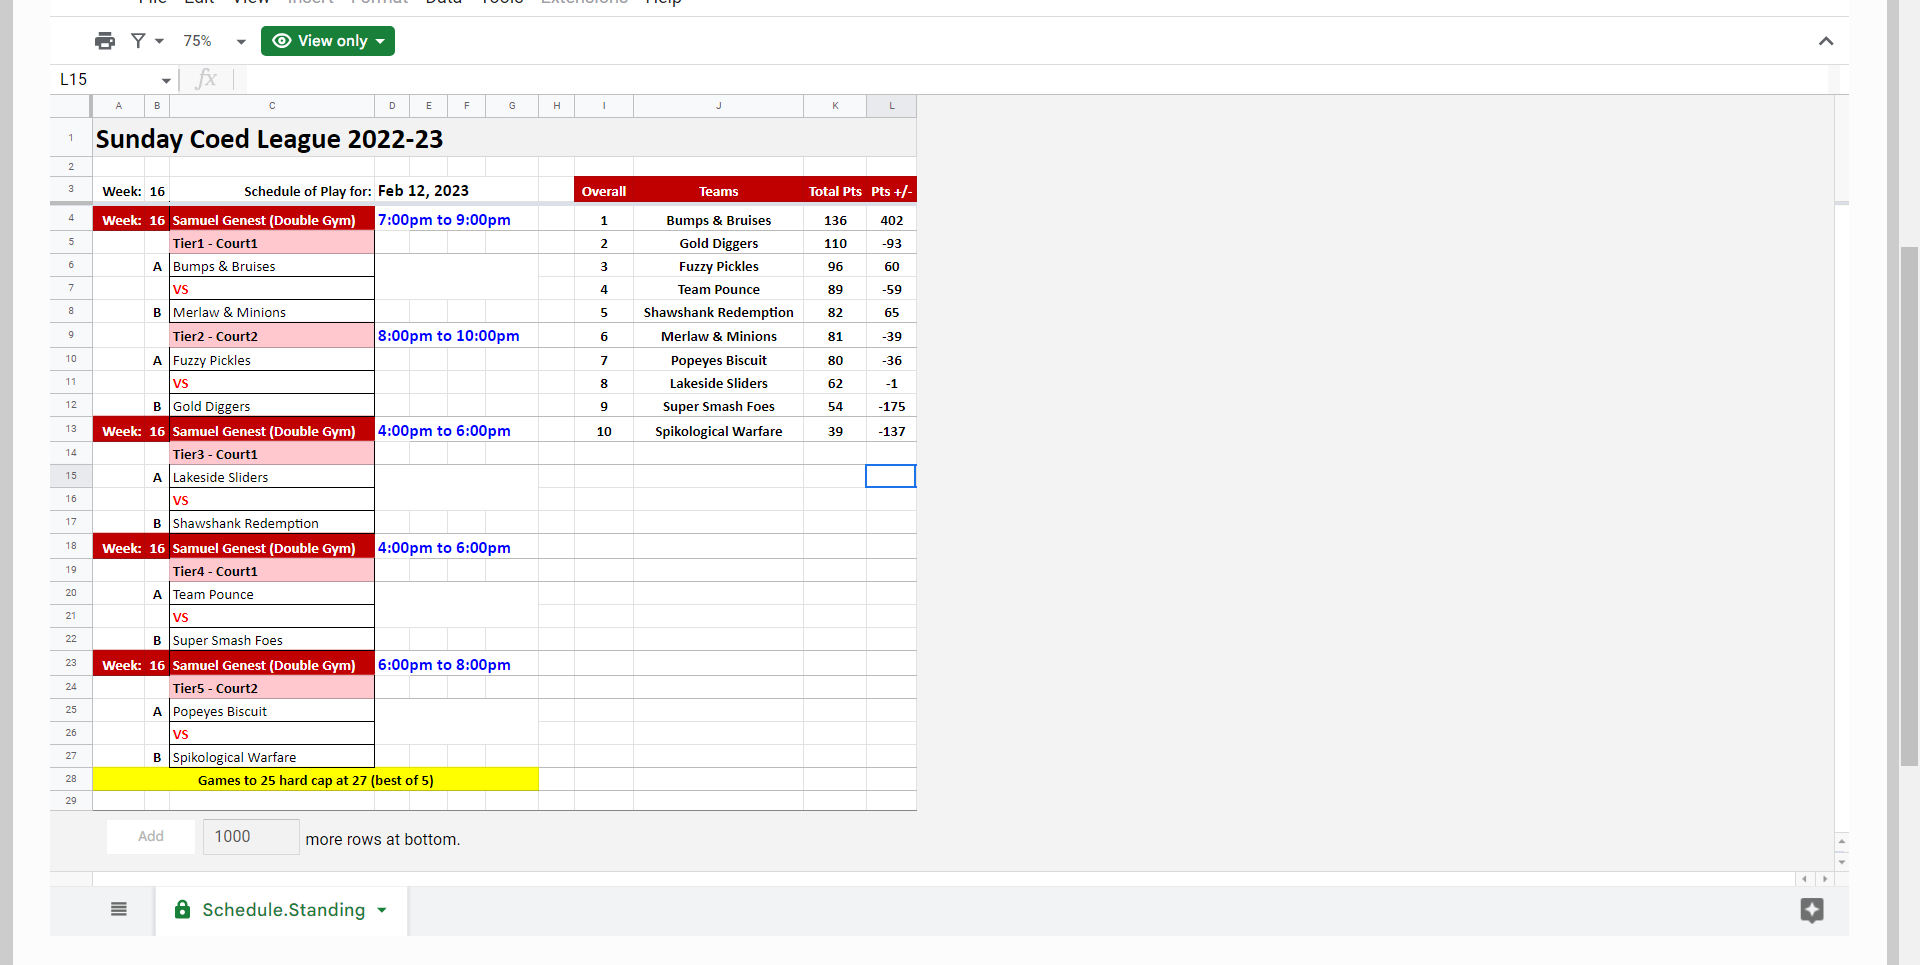 File Edit View Insert Format Data Tools Extensions Help
75% View only
L15 fx
A B C D E F G H I J K L
1 Sunday Coed League 2022-23
2
3 Week: 16 Schedule of Play for: Feb 12, 2023 Overall Teams Total Pts Pts +/-
4 Week: 16 Samuel Genest (Double Gym) 7:00pm to 9:00pm 1 Bumps & Bruises 136 402
5 Tier1 - Court1 2 Gold Diggers 110 -93
6 A Bumps & Bruises 3 Fuzzy Pickles 96 60
7 VS 4 Team Pounce 89 -59
8 B Merlaw & Minions 5 Shawshank Redemption 82 65
9 Tier2 - Court2 8:00pm to 10:00pm 6 Merlaw & Minions 81 -39
10 A Fuzzy Pickles 7 Popeyes Biscuit 80 -36
11 VS 8 Lakeside Sliders 62 -1
12 B Gold Diggers 9 Super Smash Foes 54 -175
13 Week: 16 Samuel Genest (Double Gym) 4:00pm to 6:00pm 10 Spikological Warfare 39 -137
14 Tier3 - Court1
15 A Lakeside Sliders
16 VS
17 B Shawshank Redemption
18 Week: 16 Samuel Genest (Double Gym) 4:00pm to 6:00pm
19 Tier4 - Court1
20 A Team Pounce
21 VS
22 B Super Smash Foes
23 Week: 16 Samuel Genest (Double Gym) 6:00pm to 8:00pm
24 Tier5 - Court2
25 A Popeyes Biscuit
26 VS
27 B Spikological Warfare
28 Games to 25 hard cap at 27 (best of 5)
29
Add 1000 more rows at bottom.
Schedule.Standing